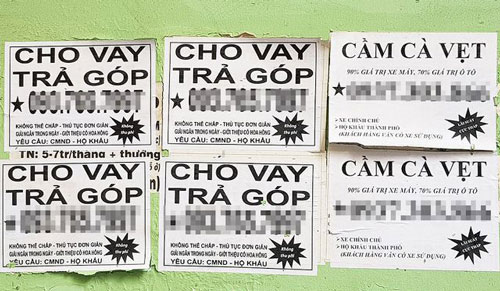 CHO VAY
TRẢ GÓP
KHÔNG THẾ CHẤP - THỦ TỤC ĐƠN GIẢN
GIẢI NGÂN TRONG NGÀY - GIỚI THIỆU CÓ HOA HỒNG
YÊU CẦU: CMND - HỘ KHẨU
Không thu phí
CHO VAY
TRẢ GÓP
KHÔNG THẾ CHẤP - THỦ TỤC ĐƠN GIẢN
GIẢI NGÂN TRONG NGÀY - GIỚI THIỆU CÓ HOA HỒNG
YÊU CẦU: CMND - HỘ KHẨU
Không thu phí
CẦM CÀ VẸT
90% GIÁ TRỊ XE MÁY, 70% GIÁ TRỊ Ô TÔ
XE CHÍNH CHỦ
HỘ KHẨU THÀNH PHỐ
(KHÁCH HÀNG VẪN CÓ XE SỬ DỤNG)
LÃI SUẤT
CỰC THẤP
TN: 5-7tr/tháng + thưởng
CHO VAY
TRẢ GÓP
KHÔNG THẾ CHẤP - THỦ TỤC ĐƠN GIẢN
GIẢI NGÂN TRONG NGÀY - GIỚI THIỆU CÓ HOA HỒNG
YÊU CẦU: CMND - HỘ KHẨU
Không thu phí
CHO VAY
TRẢ GÓP
KHÔNG THẾ CHẤP - THỦ TỤC ĐƠN GIẢN
GIẢI NGÂN TRONG NGÀY - GIỚI THIỆU CÓ HOA HỒNG
YÊU CẦU: CMND - HỘ KHẨU
Không thu phí
CẦM CÀ VẸT
90% GIÁ TRỊ XE MÁY, 70% GIÁ TRỊ Ô TÔ
XE CHÍNH CHỦ
HỘ KHẨU THÀNH PHỐ
(KHÁCH HÀNG VẪN CÓ XE SỬ DỤNG)
LÃI SUẤT
CỰC THẤP